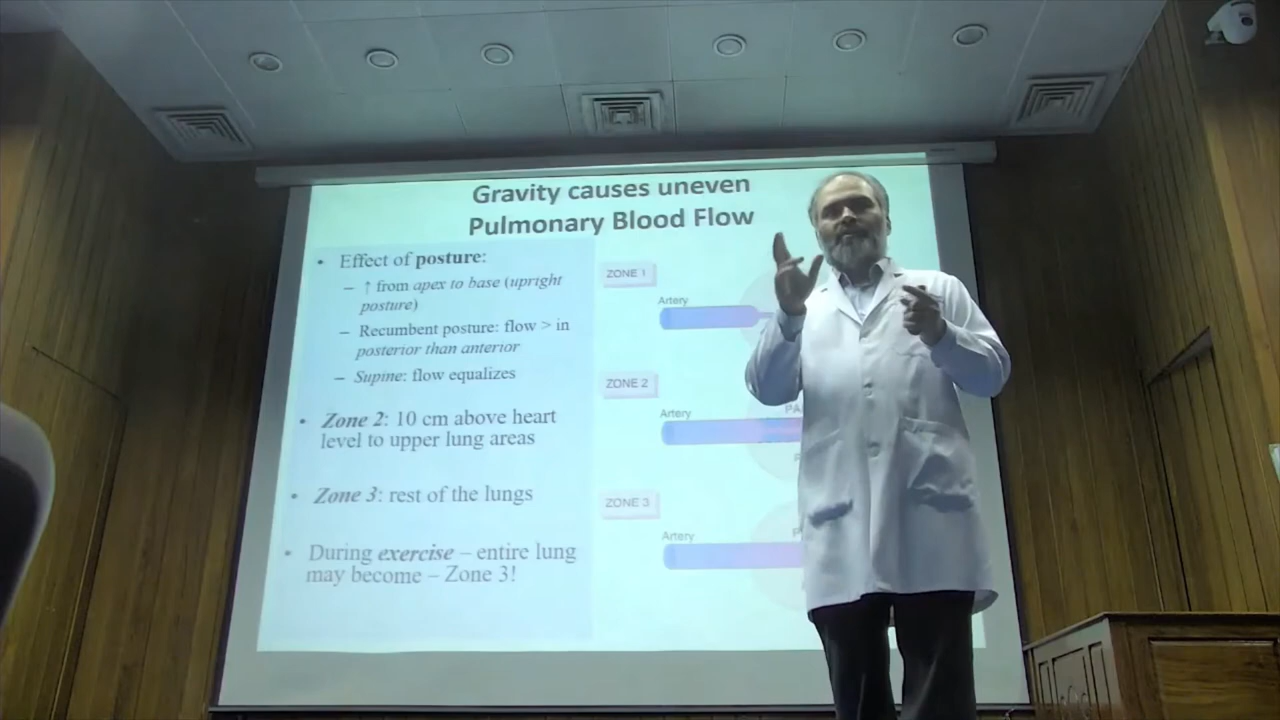 Gravity causes uneven
Pulmonary Blood Flow
• Effect of posture:
– ↑ from apex to base (upright
posture)
– Recumbent posture: flow > in
posterior than anterior
– Supine: flow equalizes
• Zone 2: 10 cm above heart
level to upper lung areas
• Zone 3: rest of the lungs
• During exercise – entire lung
may become – Zone 3!
ZONE 1
Artery
ZONE 2
Artery
PA
P
ZONE 3
Artery
P